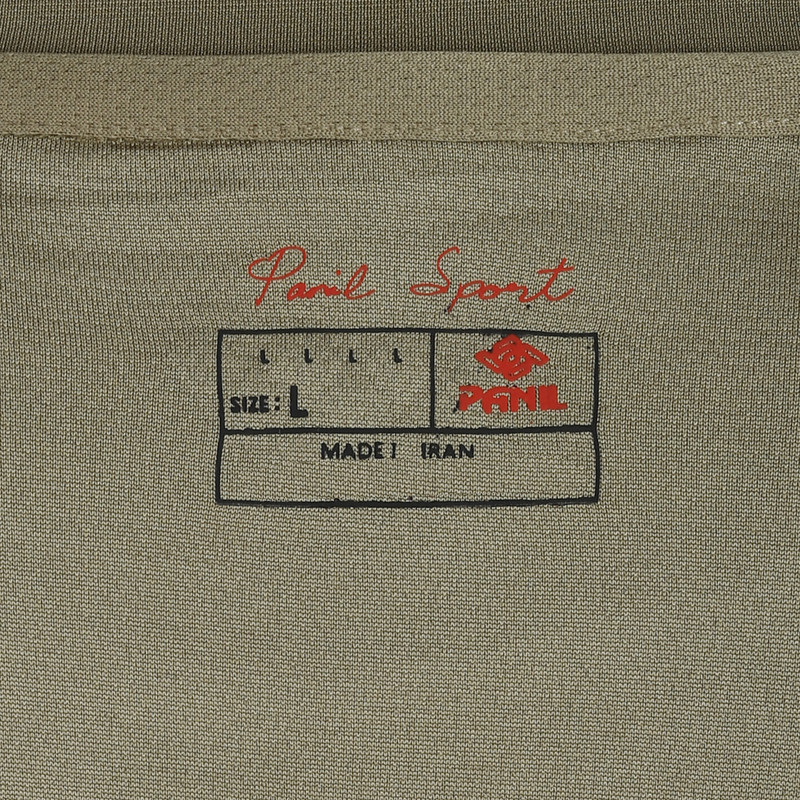 Panil Sport
L L L L
SIZE: L
PANIL
MADE I IRAN